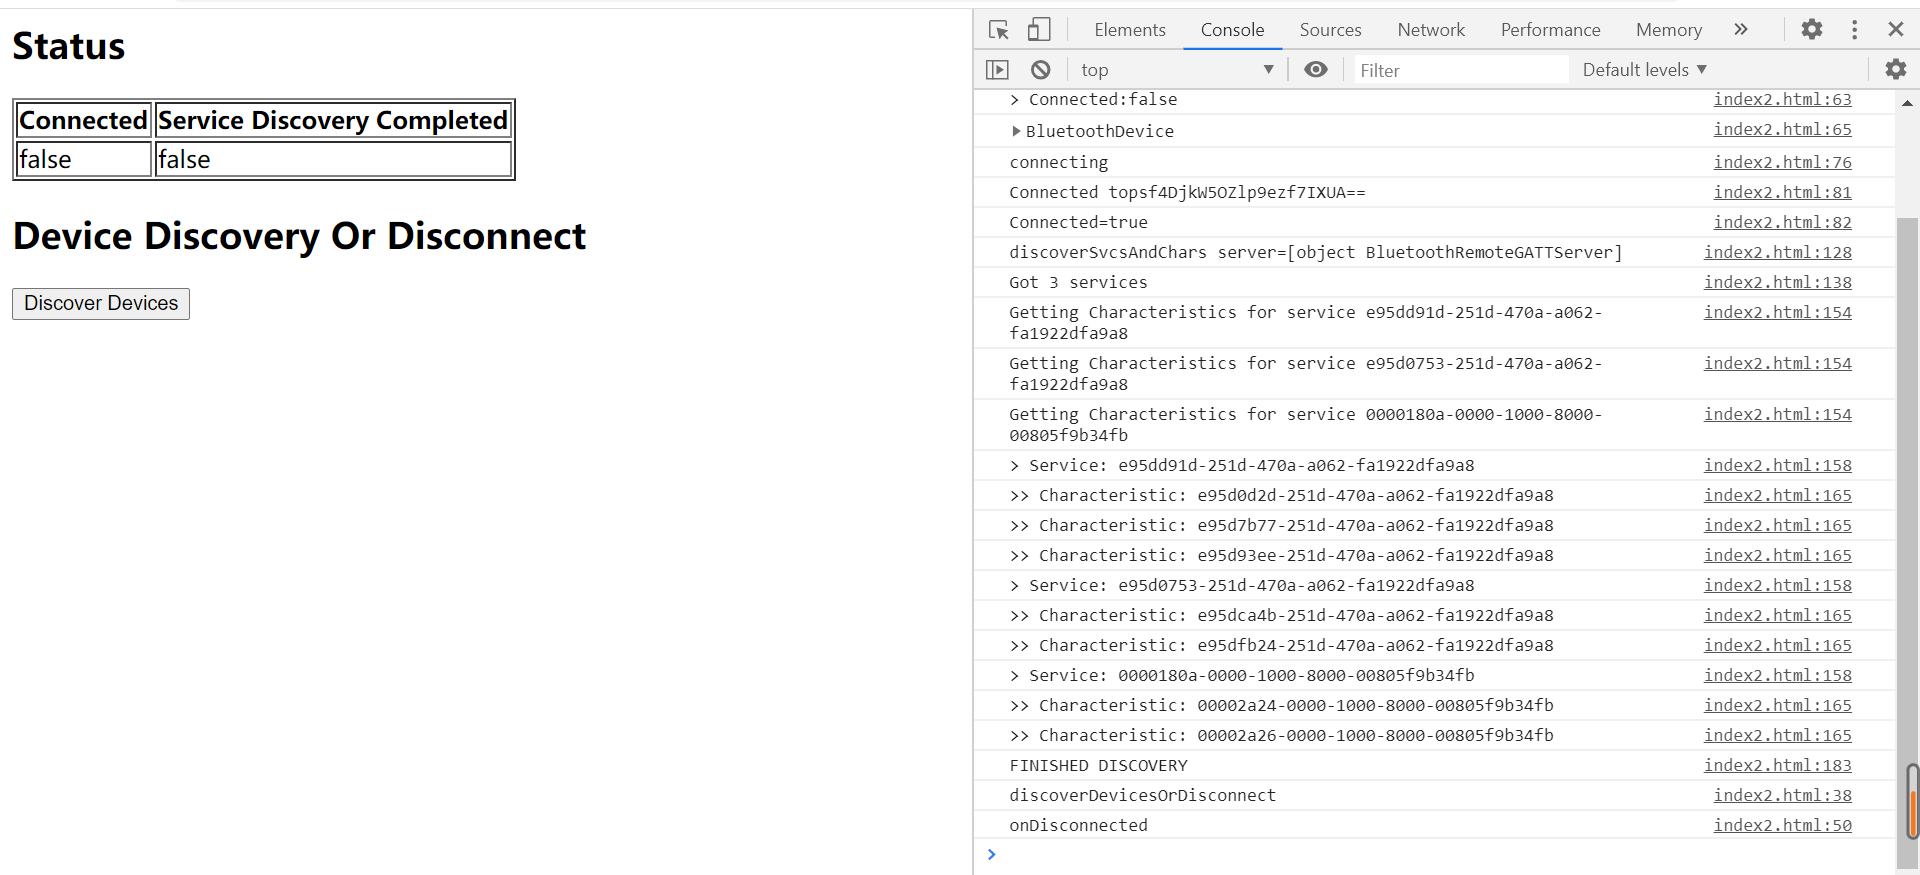 Status
Connected Service Discovery Completed
false false
Device Discovery Or Disconnect
Discover Devices
Elements Console Sources Network Performance Memory »
top ▼ Filter Default levels ▼
> Connected:false index2.html:63
▶ BluetoothDevice index2.html:65
connecting index2.html:76
Connected topsf4DjkW5OZlp9ezf7IXUA== index2.html:81
Connected=true index2.html:82
discoverSvcsAndChars server=[object BluetoothRemoteGATTServer] index2.html:128
Got 3 services index2.html:138
Getting Characteristics for service e95dd91d-251d-470a-a062- index2.html:154
fa1922dfa9a8
Getting Characteristics for service e95d0753-251d-470a-a062- index2.html:154
fa1922dfa9a8
Getting Characteristics for service 0000180a-0000-1000-8000- index2.html:154
00805f9b34fb
> Service: e95dd91d-251d-470a-a062-fa1922dfa9a8 index2.html:158
>> Characteristic: e95d0d2d-251d-470a-a062-fa1922dfa9a8 index2.html:165
>> Characteristic: e95d7b77-251d-470a-a062-fa1922dfa9a8 index2.html:165
>> Characteristic: e95d93ee-251d-470a-a062-fa1922dfa9a8 index2.html:165
> Service: e95d0753-251d-470a-a062-fa1922dfa9a8 index2.html:158
>> Characteristic: e95dca4b-251d-470a-a062-fa1922dfa9a8 index2.html:165
>> Characteristic: e95dfb24-251d-470a-a062-fa1922dfa9a8 index2.html:165
> Service: 0000180a-0000-1000-8000-00805f9b34fb index2.html:158
>> Characteristic: 00002a24-0000-1000-8000-00805f9b34fb index2.html:165
>> Characteristic: 00002a26-0000-1000-8000-00805f9b34fb index2.html:165
FINISHED DISCOVERY index2.html:183
discoverDevicesOrDisconnect index2.html:38
onDisconnected index2.html:50